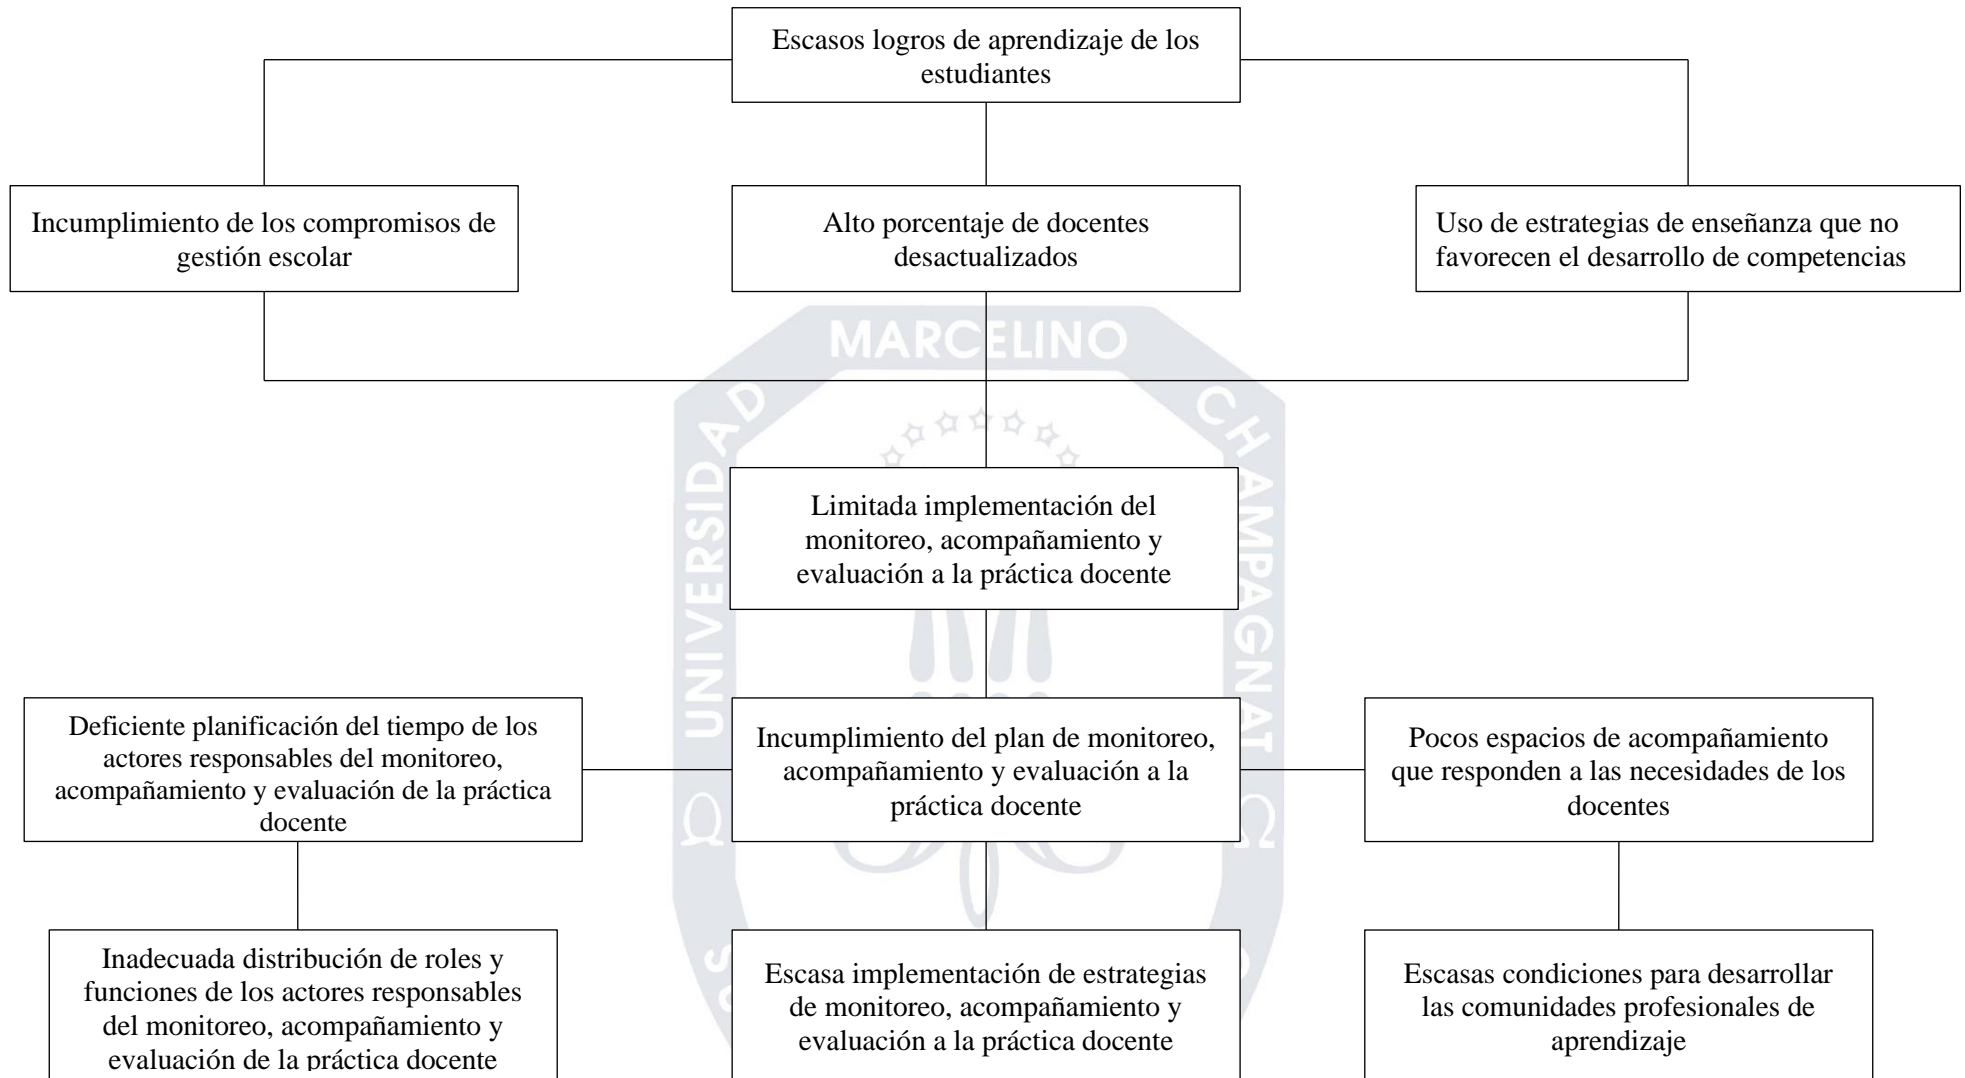 Escasos logros de aprendizaje de los
estudiantes
Incumplimiento de los compromisos de
gestión escolar
Alto porcentaje de docentes
desactualizados
Uso de estrategias de enseñanza que no
favorecen el desarrollo de competencias
MARCELINO
UNIVERSIDAD
CHAMPAGNAT
Limitada implementación del
monitoreo, acompañamiento y
evaluación a la práctica docente
Deficiente planificación del tiempo de los
actores responsables del monitoreo,
acompañamiento y evaluación de la práctica
docente
Incumplimiento del plan de monitoreo,
acompañamiento y evaluación a la
práctica docente
Pocos espacios de acompañamiento
que responden a las necesidades de los
docentes
Inadecuada distribución de roles y
funciones de los actores responsables
del monitoreo, acompañamiento y
evaluación de la práctica docente
Escasa implementación de estrategias
de monitoreo, acompañamiento y
evaluación a la práctica docente
Escasas condiciones para desarrollar
las comunidades profesionales de
aprendizaje